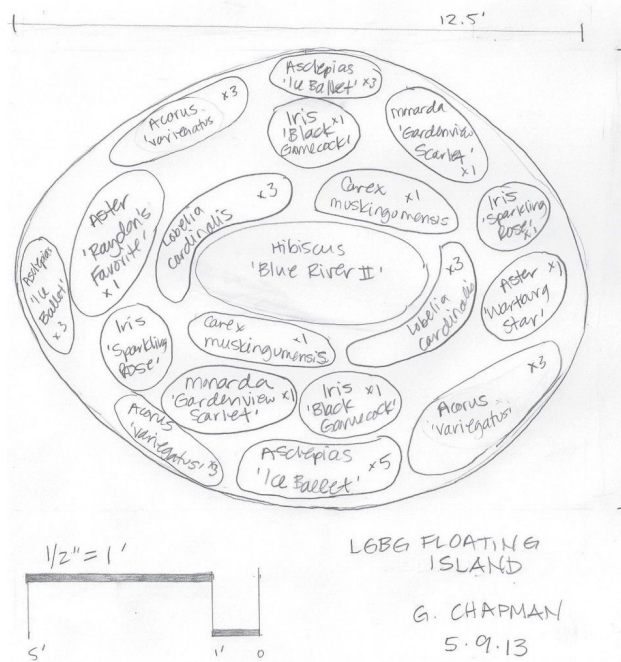 12.5'
Asclepias
'Ice Ballet' x3
Acorus x3
'variegatus'
Iris x1
'Black
Gamecock'
Monarda
'Gardenview
Scarlet'
x1
Aster
'Raydon's
Favorite'
x1
Lobelia x3
cardinalis
Carex x1
muskingumensis
Iris
'Sparkling
Rose' x1
Hibiscus
'Blue River II'
Asclepias
'Ice
Ballet'
x3
Lobelia x3
cardinalis
Aster x1
'Wartburg
Star'
Iris
'Sparkling
Rose'
Carex x1
muskingumensis
Monarda
'Gardenview x1
Scarlet'
Iris x1
'Black
Gamecock'
Acorus x3
'variegatus'
Acorus
'variegatus' x3
Asclepias x5
'Ice Ballet'
1/2" = 1'
5' 1' 0
LGBG FLOATING
ISLAND
G. CHAPMAN
5.9.13